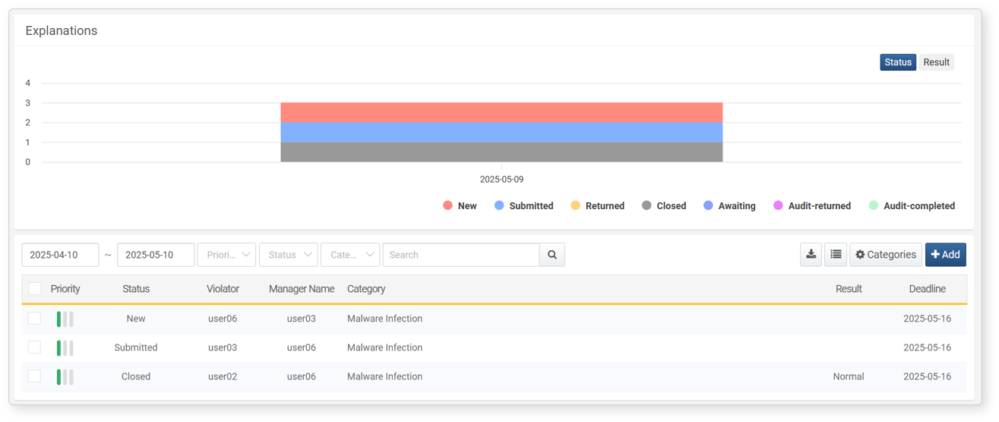 Explanations
Status Result
4
3
2
1
0
2025-05-09
New Submitted Returned Closed Awaiting Audit-returned Audit-completed
2025-04-10 ~ 2025-05-10 Priori... Status Cate... Search Categories Add
Priority Status Violator Manager Name Category Result Deadline
New user06 user03 Malware Infection 2025-05-16
Submitted user03 user06 Malware Infection 2025-05-16
Closed user02 user06 Malware Infection Normal 2025-05-16